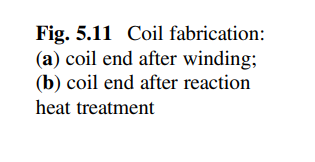 Fig. 5.11 Coil fabrication:
(a) coil end after winding;
(b) coil end after reaction
heat treatment